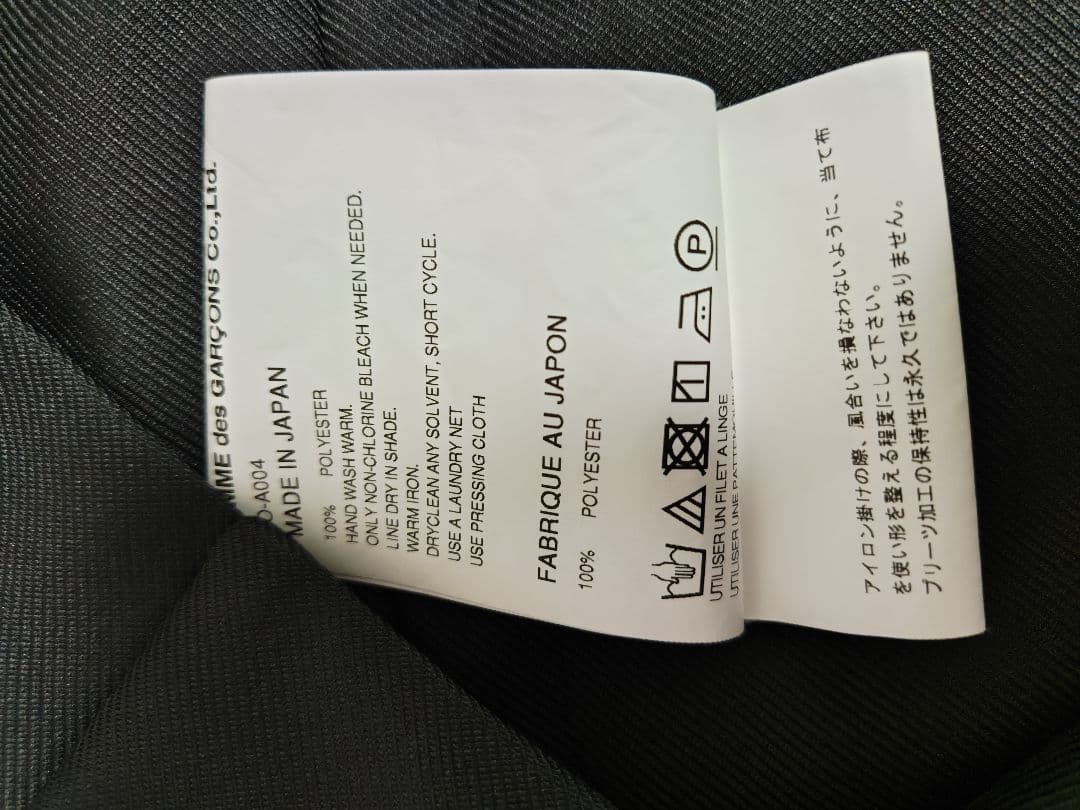 MME des GARÇONS Co.,Ltd.
O-A004
MADE IN JAPAN
100% POLYESTER
HAND WASH WARM.
ONLY NON-CHLORINE BLEACH WHEN NEEDED.
LINE DRY IN SHADE.
WARM IRON.
DRYCLEAN ANY SOLVENT, SHORT CYCLE.
USE A LAUNDRY NET
USE PRESSING CLOTH
FABRIQUE AU JAPON
100% POLYESTER
P
UTILISER UN FILET A LINGE
UTILISER UNE
アイロン掛けの際、風合いを損なわないように、当て布
を使い形を整える程度にして下さい。
プリーツ加工の保持性は永久ではありません。